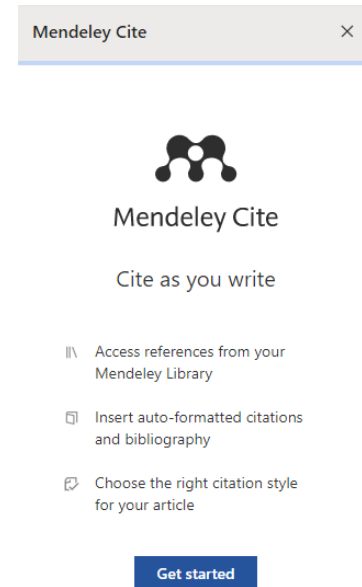 Mendeley Cite
Mendeley Cite
Cite as you write
Access references from your
Mendeley Library
Insert auto-formatted citations
and bibliography
Choose the right citation style
for your article
Get started